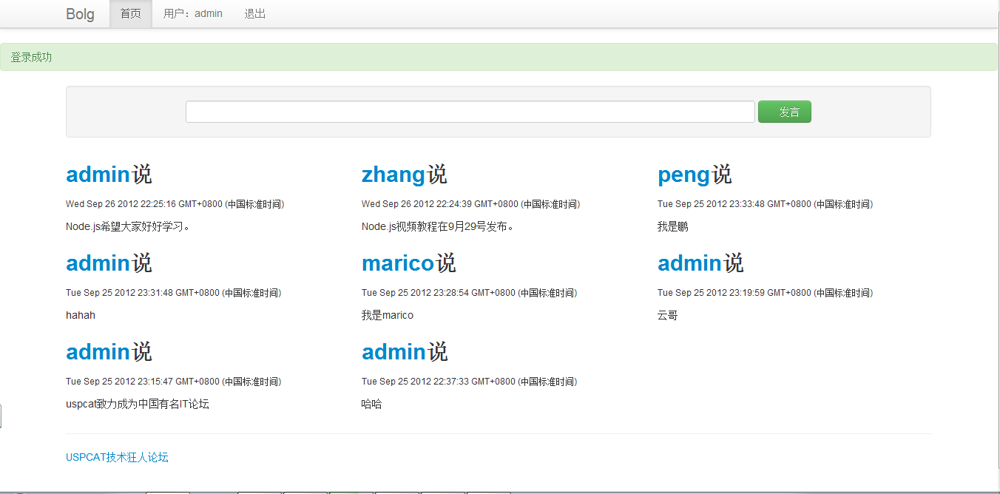 Bolg 首页 用户：admin 退出
登录成功
发言
admin说 zhang说 peng说
Wed Sep 26 2012 22:25:16 GMT+0800 (中国标准时间) Wed Sep 26 2012 22:24:39 GMT+0800 (中国标准时间) Tue Sep 25 2012 23:33:48 GMT+0800 (中国标准时间)
Node.js希望大家好好学习。 Node.js视频教程在9月29号发布。 我是鹏
admin说 marico说 admin说
Tue Sep 25 2012 23:31:48 GMT+0800 (中国标准时间) Tue Sep 25 2012 23:28:54 GMT+0800 (中国标准时间) Tue Sep 25 2012 23:19:59 GMT+0800 (中国标准时间)
hahah 我是marico 云哥
admin说 admin说
Tue Sep 25 2012 23:15:47 GMT+0800 (中国标准时间) Tue Sep 25 2012 22:37:33 GMT+0800 (中国标准时间)
uspcat致力成为中国有名IT论坛 哈哈
USPCAT技术狂人论坛